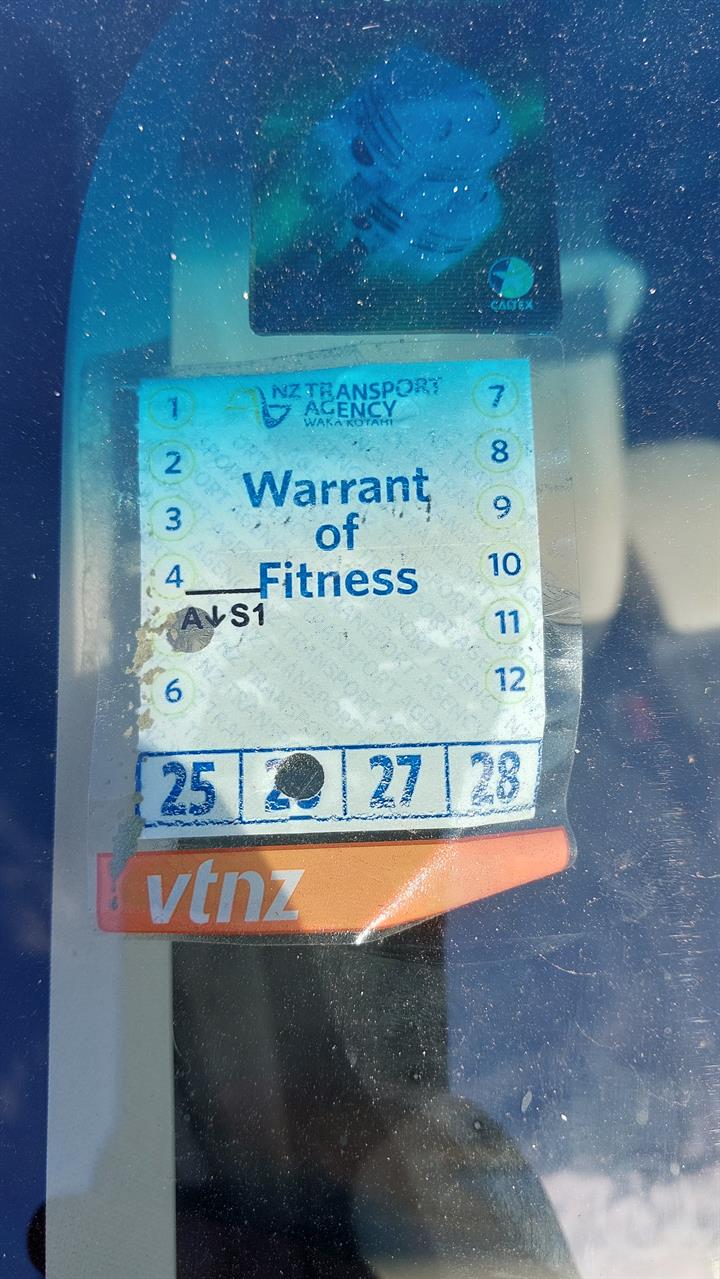 CALTEX
NZ TRANSPORT
AGENCY
WAKA KOTAHI
1
2
3
4
6
7
8
9
10
11
12
Warrant
of
Fitness
A↓S1
25
27
28
vtnz